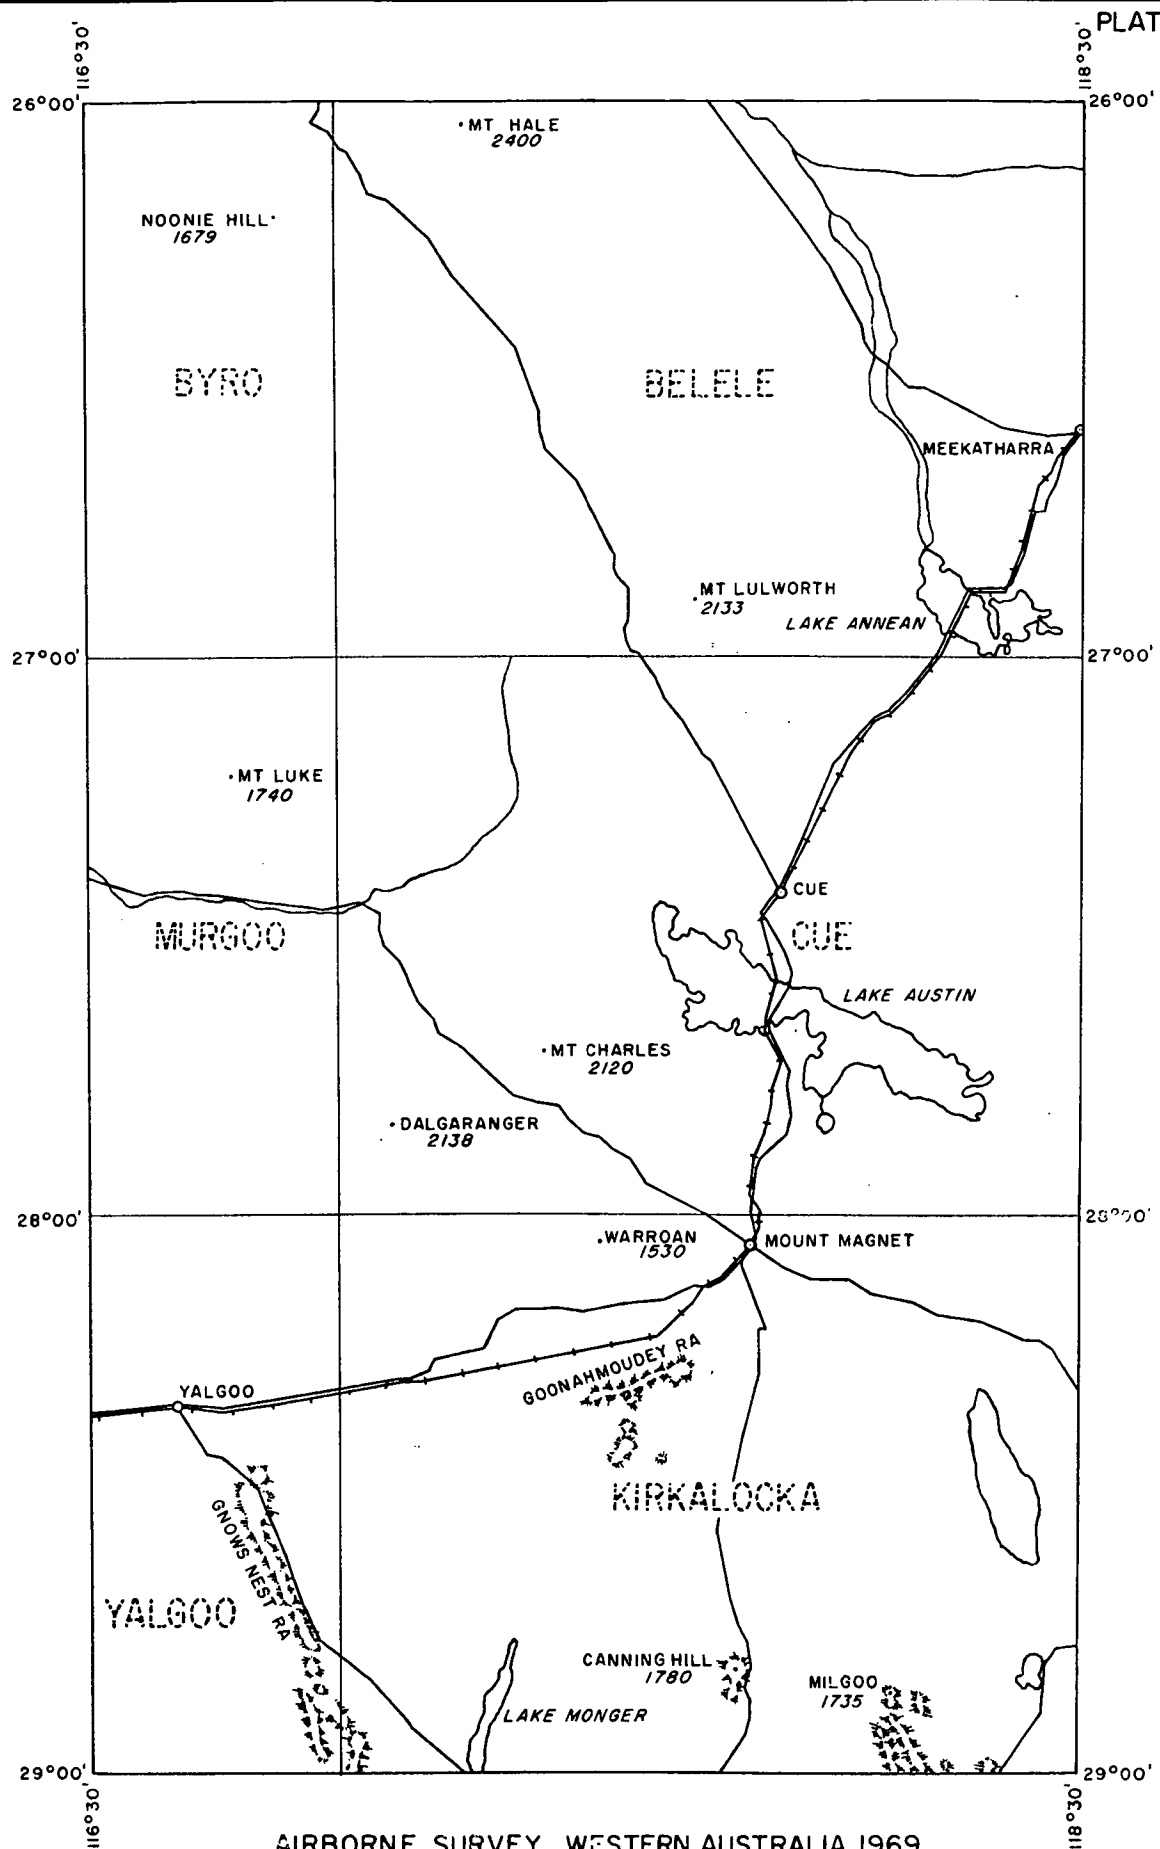 PLAT
116°30'
118°30'
26°00'
26°00'
MT. HALE
2400
NOONIE HILL
1679
BYRO
BELELE
MEEKATHARRA
MT LULWORTH
2133
LAKE ANNEAN
27°00'
27°00'
MT LUKE
1740
CUE
MURGOO
CUE
LAKE AUSTIN
MT CHARLES
2120
DALGARANGER
2138
28°00'
28°00'
WARROAN
1530
MOUNT MAGNET
GOONAHMOUDEY RA
YALGOO
KIRKALOCKA
GNOWS NEST RA
YALGOO
CANNING HILL
1780
MILGOO
1735
LAKE MONGER
29°00'
29°00'
116°30'
118°30'
AIRBORNE SURVEY, WESTERN AUSTRALIA 1969